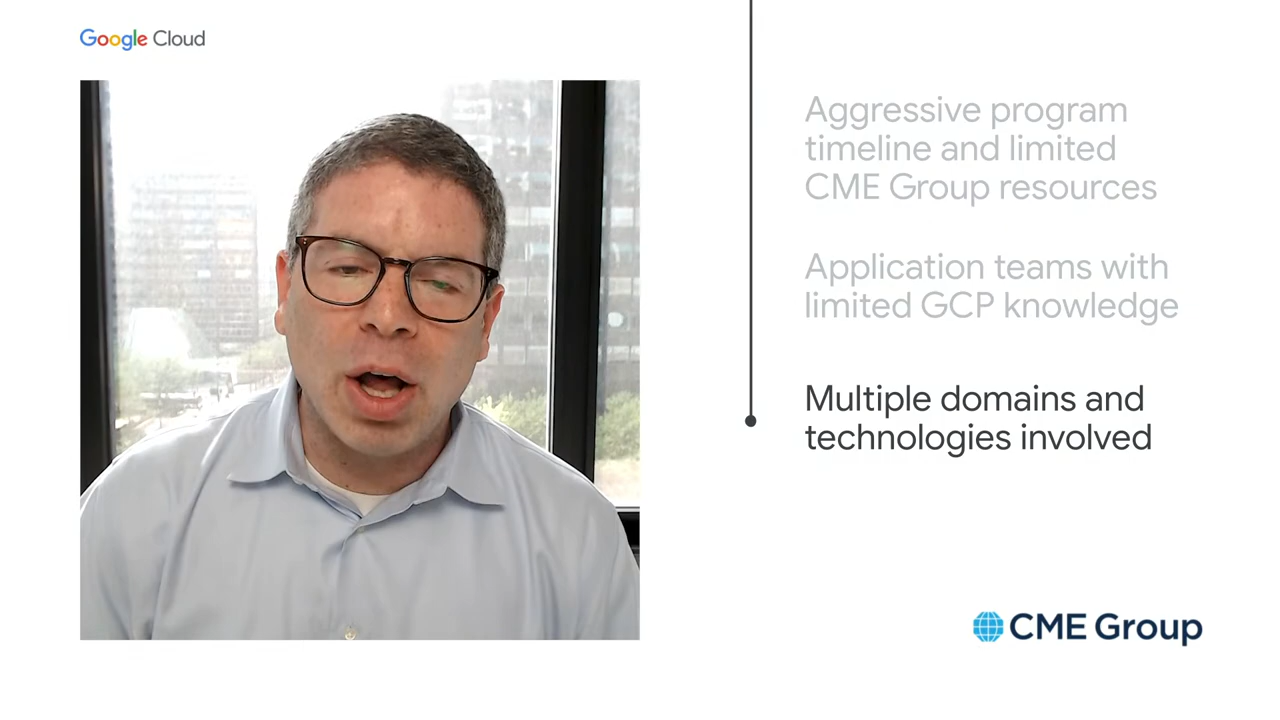 Google Cloud
Aggressive program
timeline and limited
CME Group resources
Application teams with
limited GCP knowledge
Multiple domains and
technologies involved
CME Group